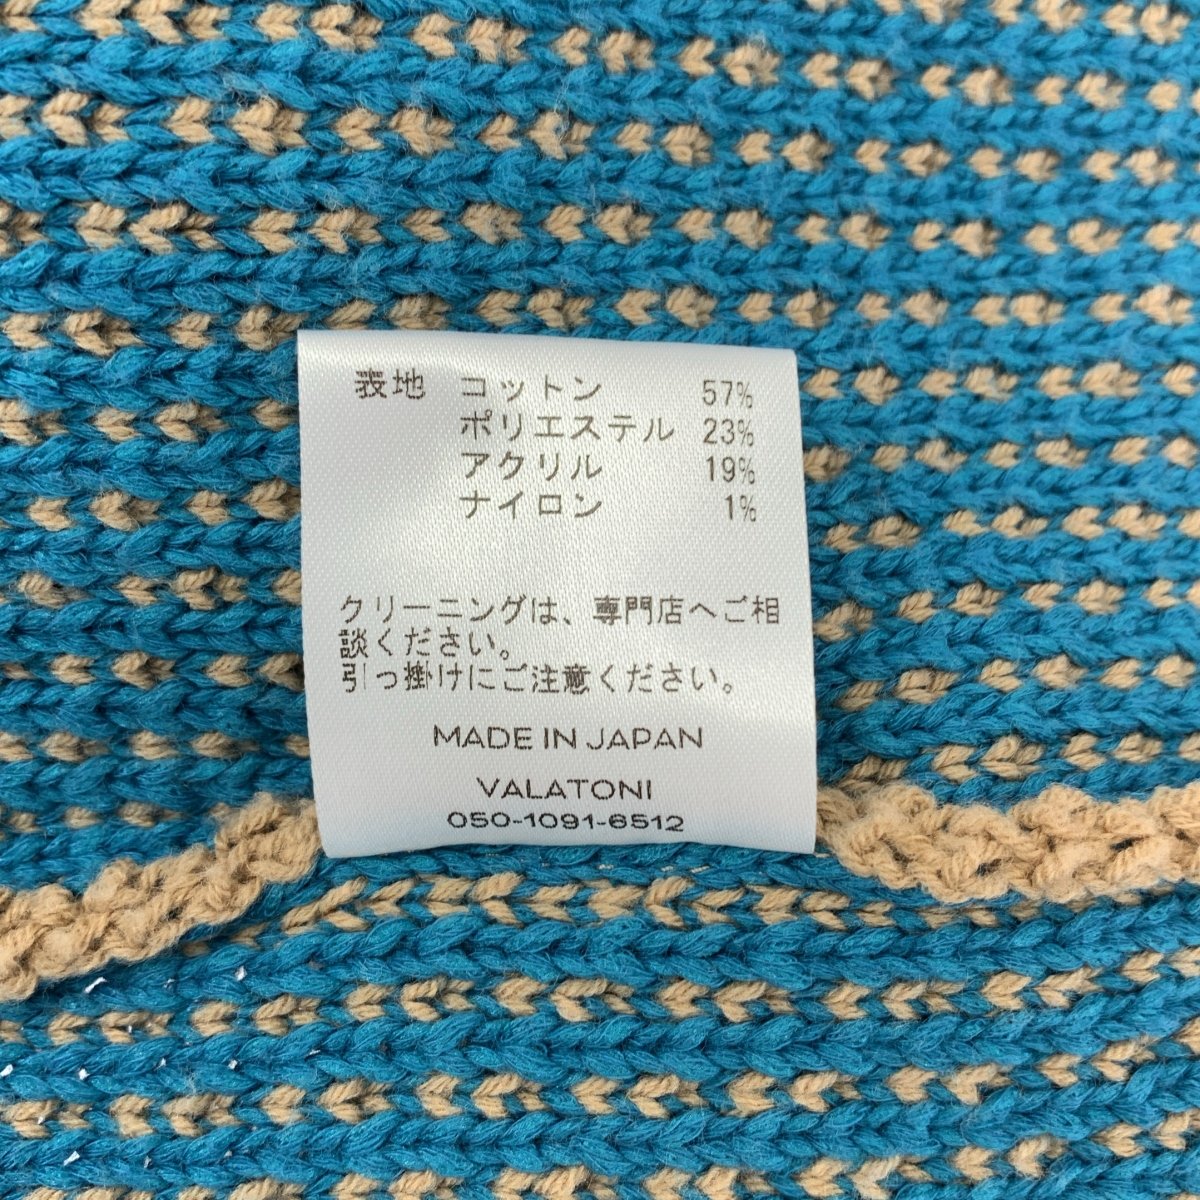 表地 コットン 57%
ポリエステル 23%
アクリル 19%
ナイロン 1%
クリーニングは、専門店へご相
談ください。
引っ掛けにご注意ください。
MADE IN JAPAN
VALATONI
050-1091-6512